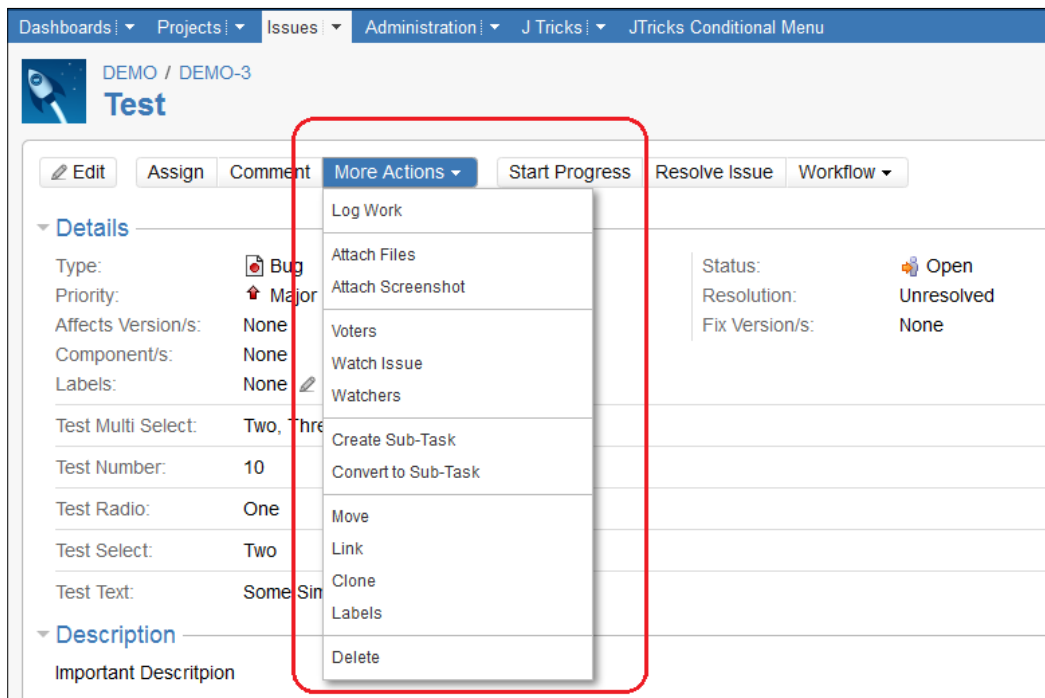 Dashboards Projects Issues Administration J Tricks JTricks Conditional Menu
DEMO / DEMO-3
Test
Edit Assign Comment More Actions Start Progress Resolve Issue Workflow
Log Work
Details
Attach Files
Type: Bug Status: Open
Attach Screenshot
Priority: Major Resolution: Unresolved
Affects Version/s: None Fix Version/s: None
Voters
Component/s: None
Watch Issue
Labels: None
Watchers
Test Multi Select: Two, Thre
Create Sub-Task
Test Number: 10
Convert to Sub-Task
Test Radio: One
Move
Test Select: Two
Link
Clone
Test Text: Some Sim
Labels
Description
Delete
Important Descritpion